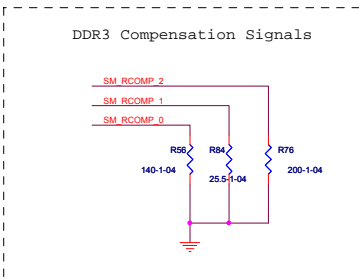 DDR3 Compensation Signals
SM_RCOMP_2
SM_RCOMP_1
SM_RCOMP_0
R56 R84 R76
140-1-04 25.5-1-04 200-1-04